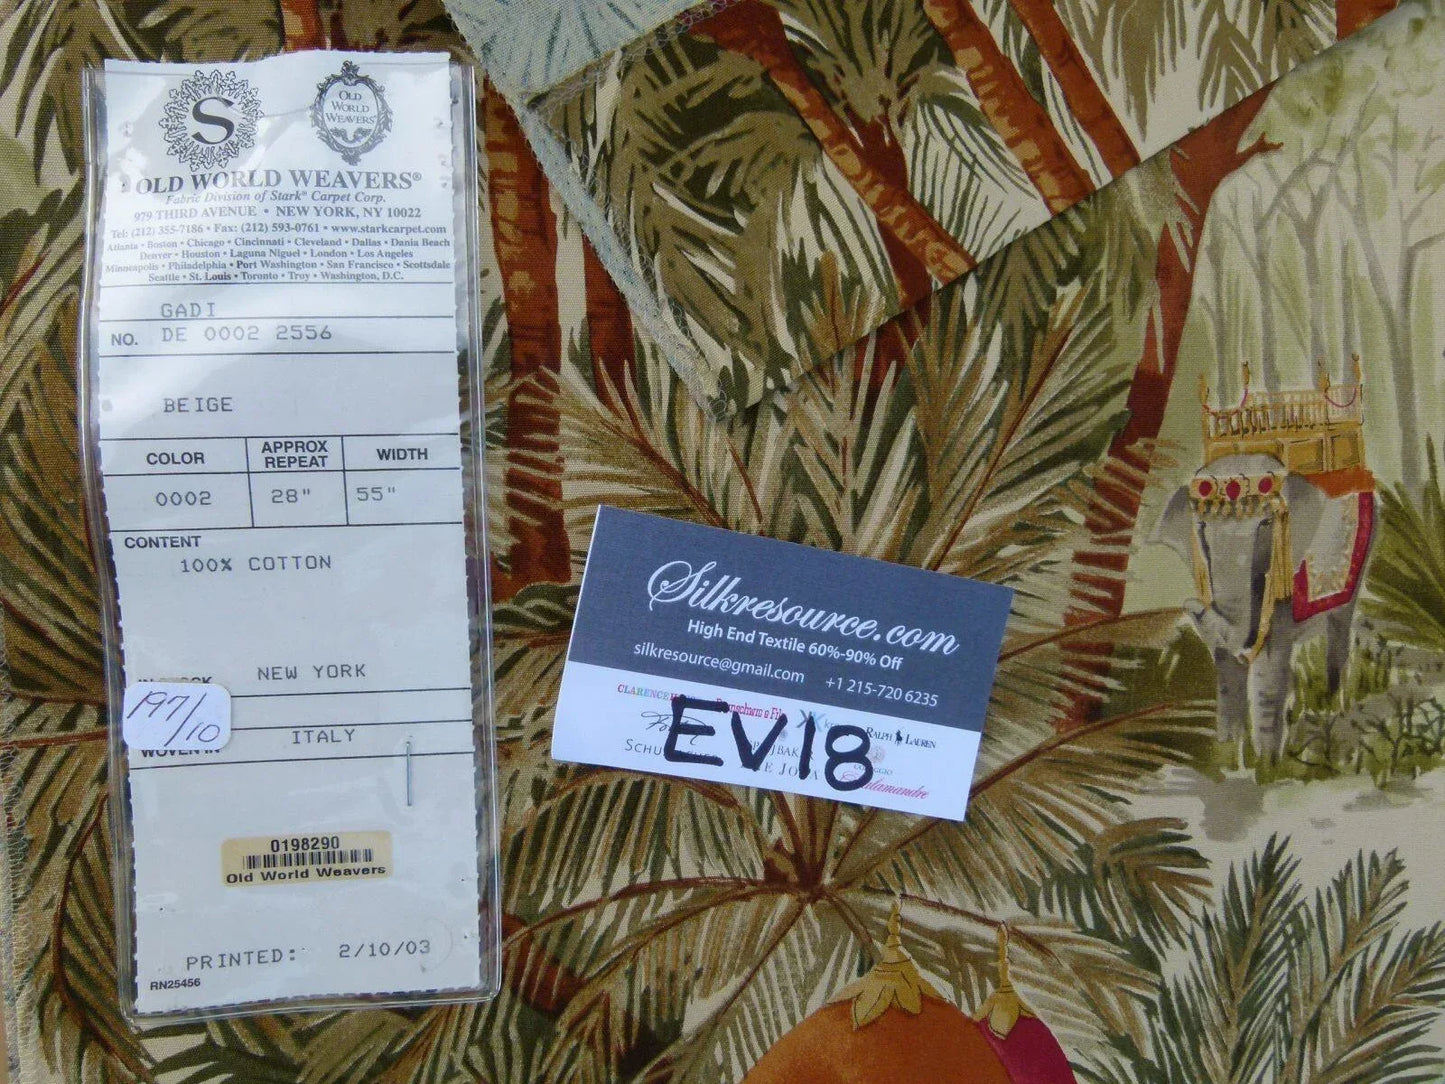 S
OLD
WORLD
WEAVERS
OLD WORLD WEAVERS®
Fabric Division of Stark® Carpet Corp.
979 THIRD AVENUE • NEW YORK, NY 10022
Tel: (212) 355-7186 • Fax: (212) 593-0761 • www.starkcarpet.com
Atlanta • Boston • Chicago • Cincinnati • Cleveland • Dallas • Dania Beach
Denver • Houston • Laguna Niguel • London • Los Angeles
Minneapolis • Philadelphia • Port Washington • San Francisco • Scottsdale
Seattle • St. Louis • Toronto • Troy • Washington, D.C.
GADI
NO. DE 0002 2556
BEIGE
COLOR APPROX REPEAT WIDTH
0002 28" 55"
CONTENT
100% COTTON
NEW YORK
197/10
WOVEN IN ITALY
0198290
Old World Weavers
PRINTED: 2/10/03
RN25456
Silkresource.com
High End Textile 60%-90% Off
silkresource@gmail.com +1 215-720 6235
CLARENCE
RALPH LAUREN
EV18